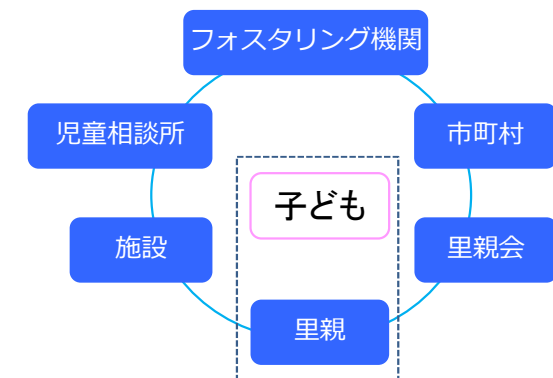 フォスタリング機関
児童相談所
市町村
子ども
施設
里親会
里親